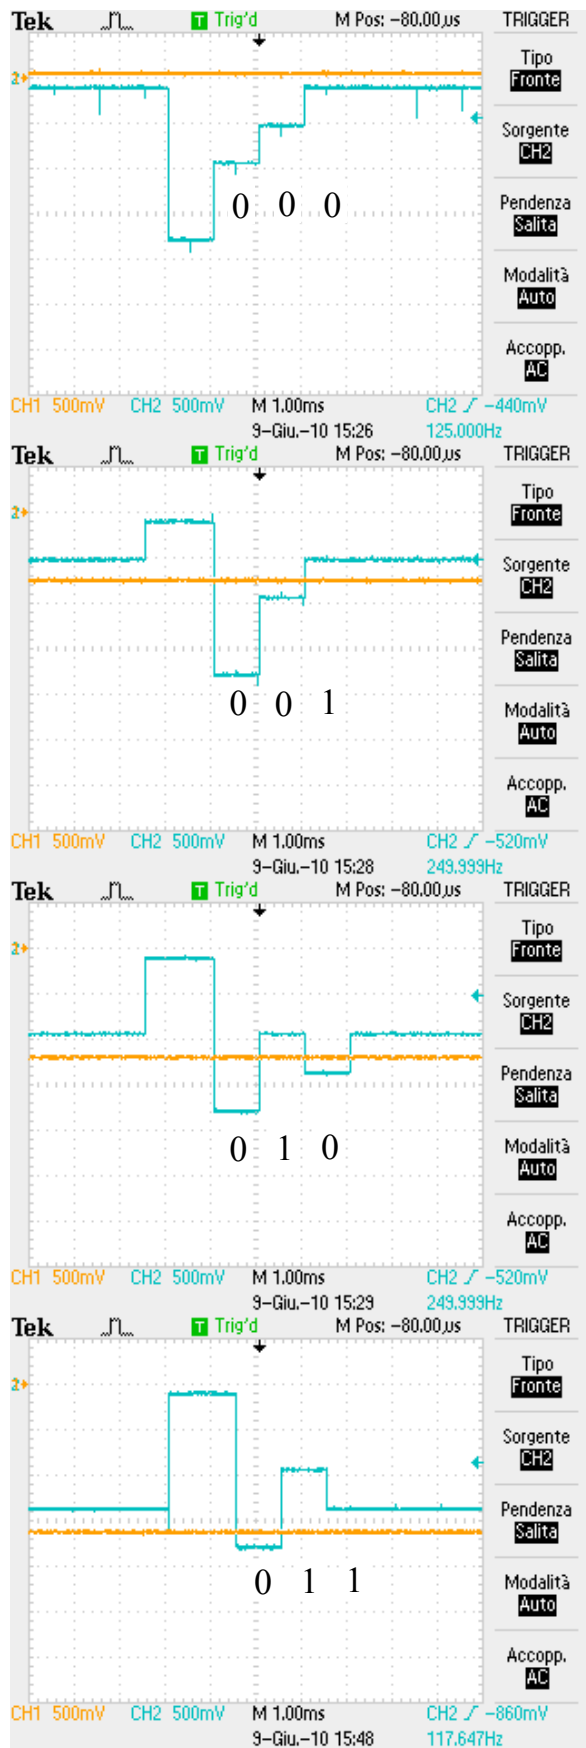 Tek T Trig'd M Pos: -80.00µs TRIGGER
Tipo
Fronte
2
Sorgente
CH2
Pendenza
Salita
0 0 0
Modalità
Auto
Accopp.
AC
CH1 500mV CH2 500mV M 1.00ms CH2 -440mV
9-Giu.-10 15:26 125.000Hz
Tek T Trig'd M Pos: -80.00µs TRIGGER
Tipo
Fronte
2
Sorgente
CH2
Pendenza
Salita
0 0 1
Modalità
Auto
Accopp.
AC
CH1 500mV CH2 500mV M 1.00ms CH2 -520mV
9-Giu.-10 15:28 249.999Hz
Tek T Trig'd M Pos: -80.00µs TRIGGER
Tipo
Fronte
2
Sorgente
CH2
Pendenza
Salita
0 1 0
Modalità
Auto
Accopp.
AC
CH1 500mV CH2 500mV M 1.00ms CH2 -520mV
9-Giu.-10 15:29 249.999Hz
Tek T Trig'd M Pos: -80.00µs TRIGGER
Tipo
Fronte
2
Sorgente
CH2
Pendenza
Salita
0 1 1
Modalità
Auto
Accopp.
AC
CH1 500mV CH2 500mV M 1.00ms CH2 -860mV
9-Giu.-10 15:48 117.647Hz